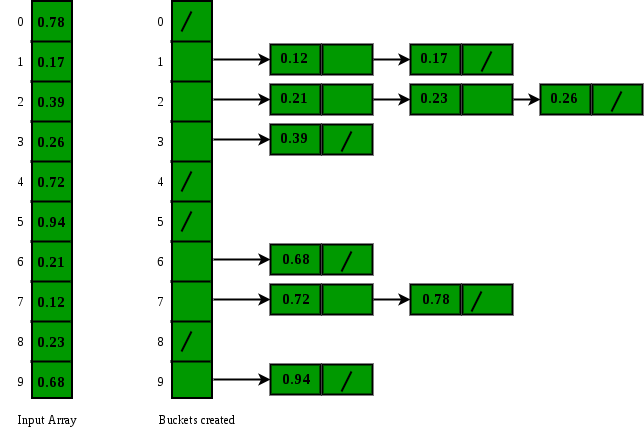 0 0.78 0
1 0.17 1 0.12 0.17
2 0.39 2 0.21 0.23 0.26
3 0.26 3 0.39
4 0.72 4
5 0.94 5
6 0.21 6 0.68
7 0.12 7 0.72 0.78
8 0.23 8
9 0.68 9 0.94
Input Array Buckets created